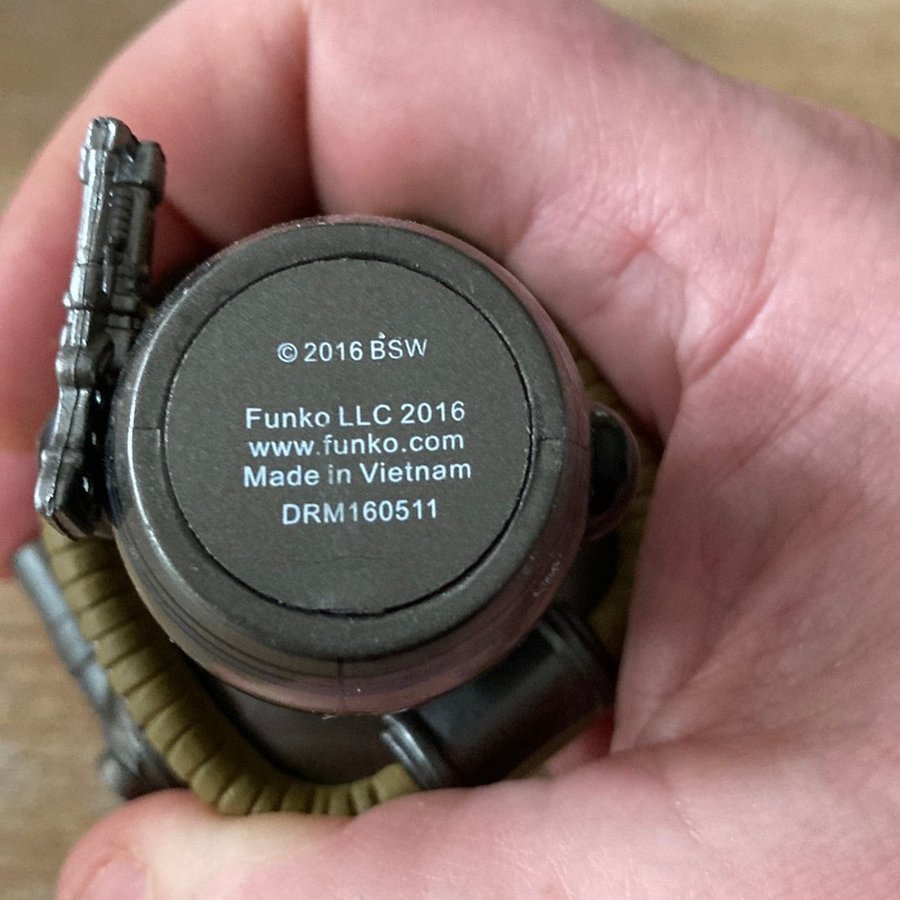 © 2016 BSW
Funko LLC 2016
www.funko.com
Made in Vietnam
DRM160511